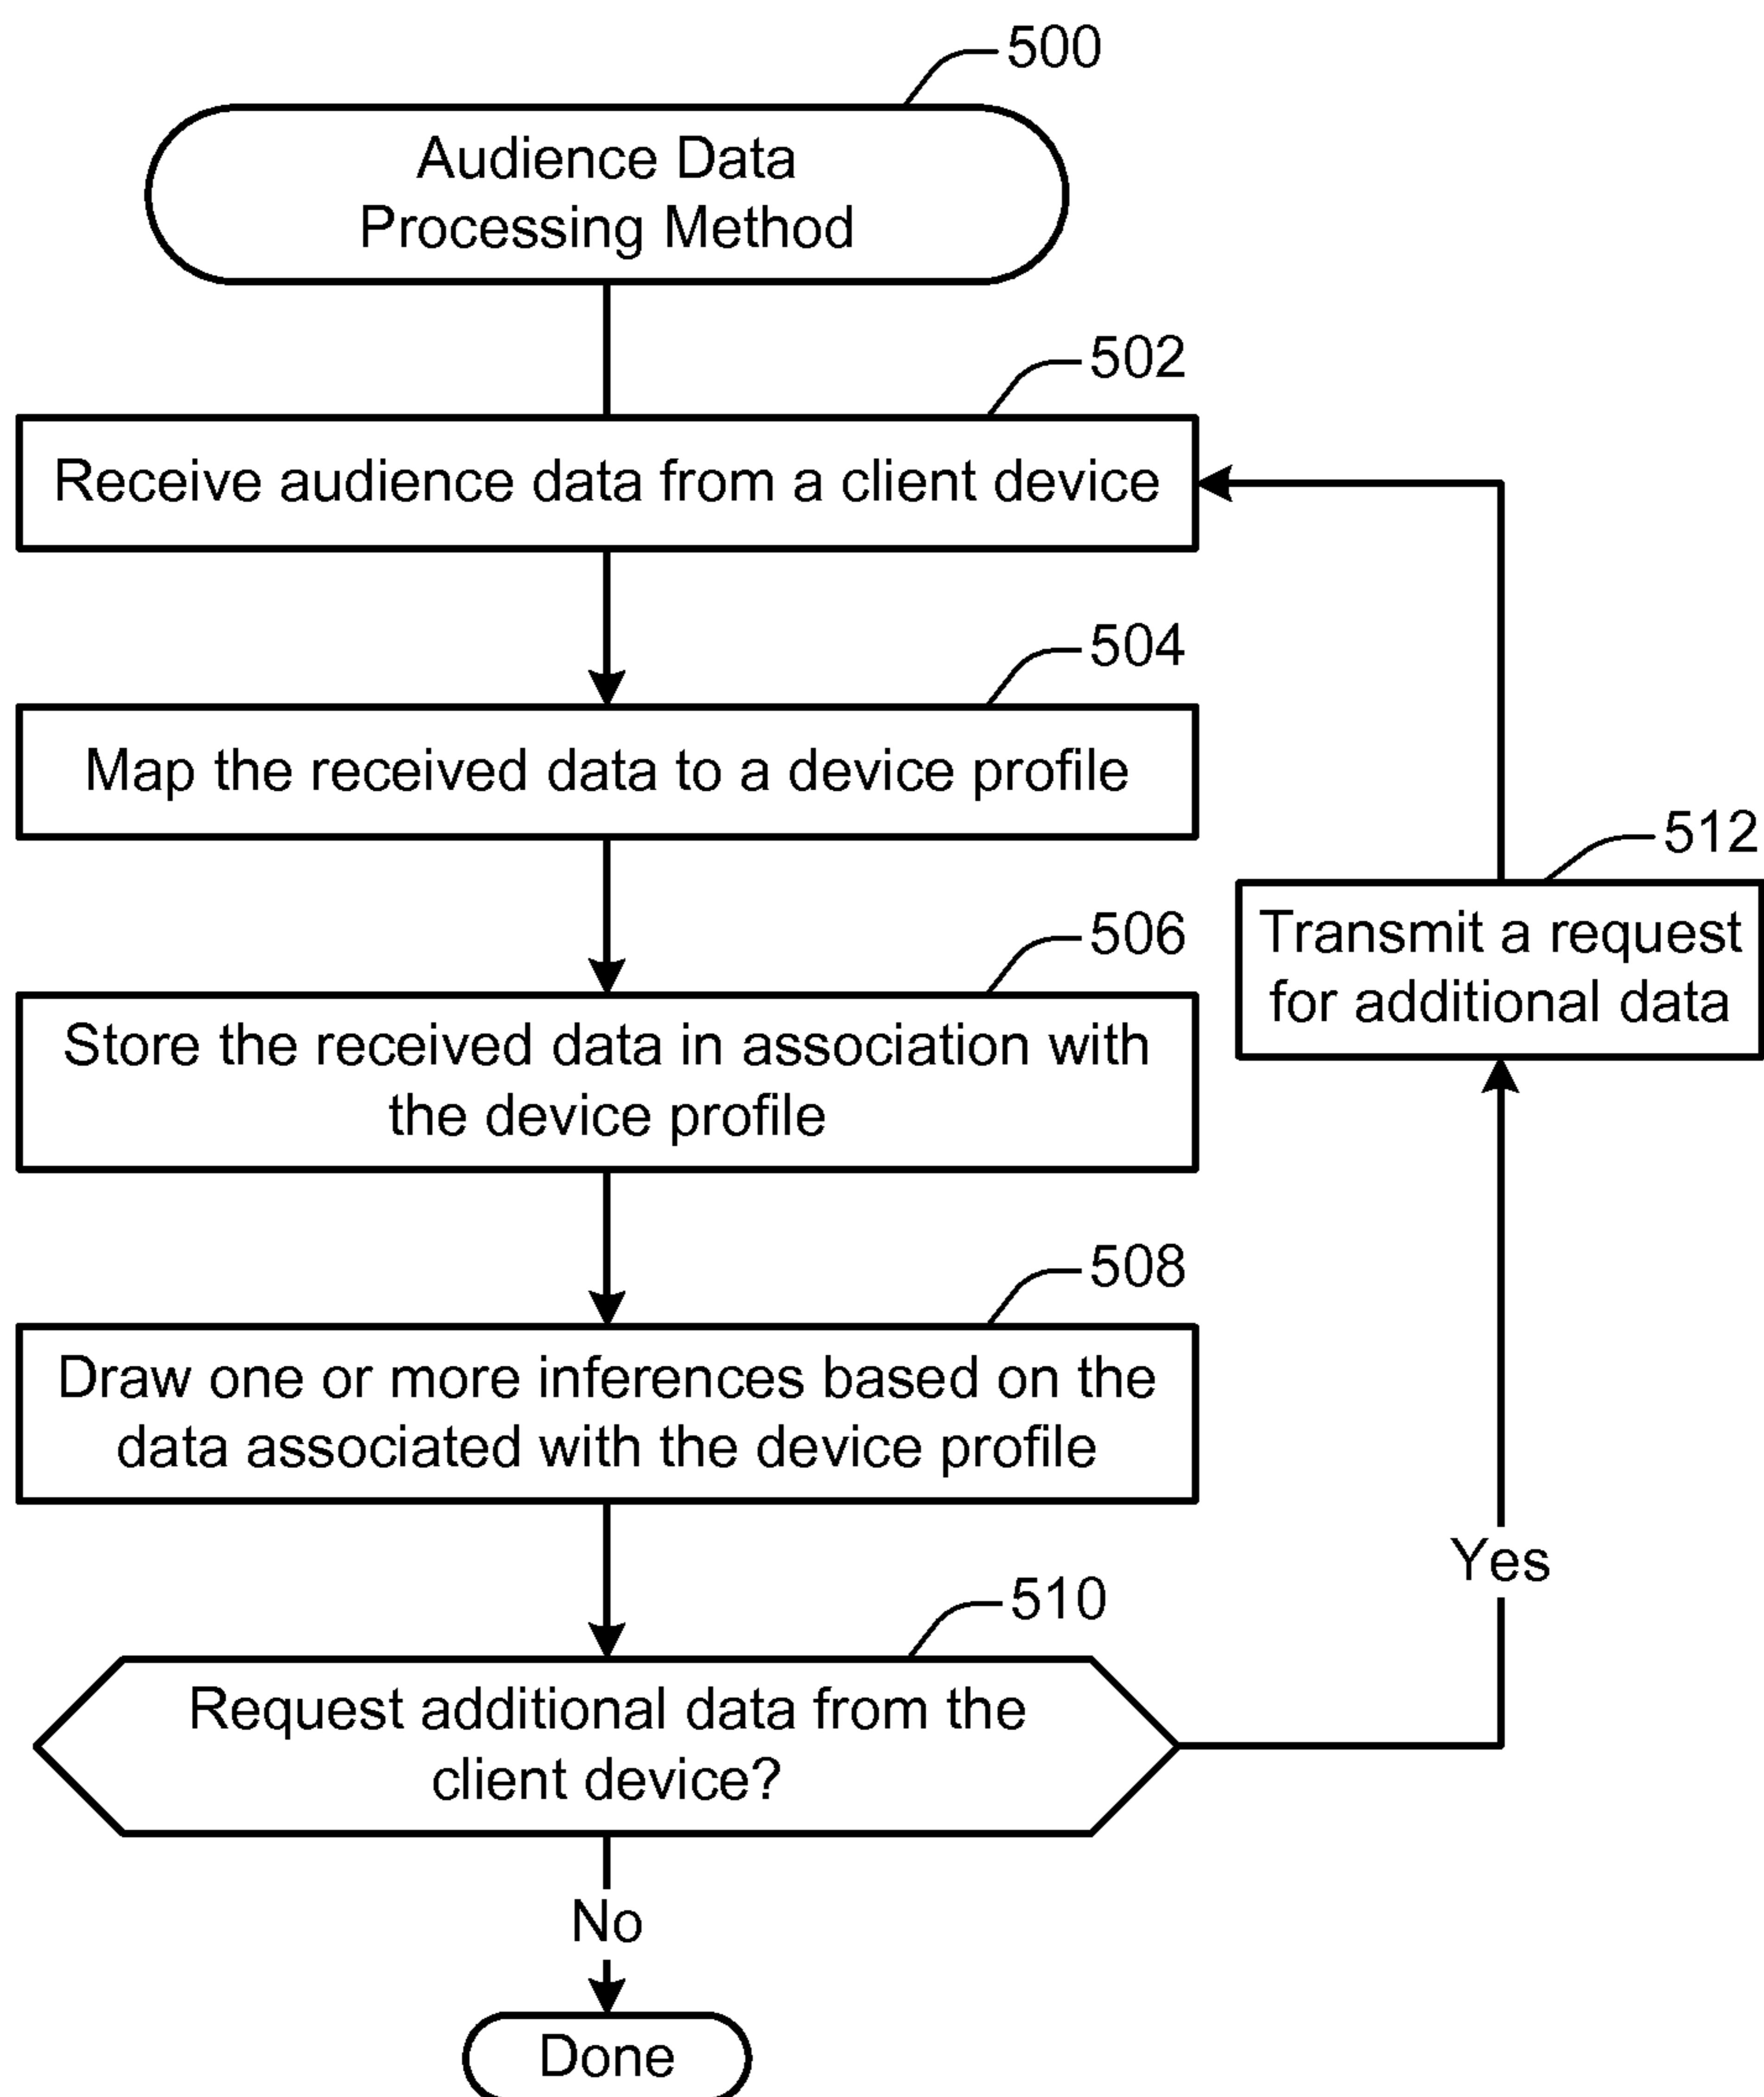 500
Audience Data
Processing Method
502
Receive audience data from a client device
504
Map the received data to a device profile
512
Transmit a request
for additional data
506
Store the received data in association with
the device profile
508
Draw one or more inferences based on the
data associated with the device profile
Yes
510
Request additional data from the
client device?
No
Done